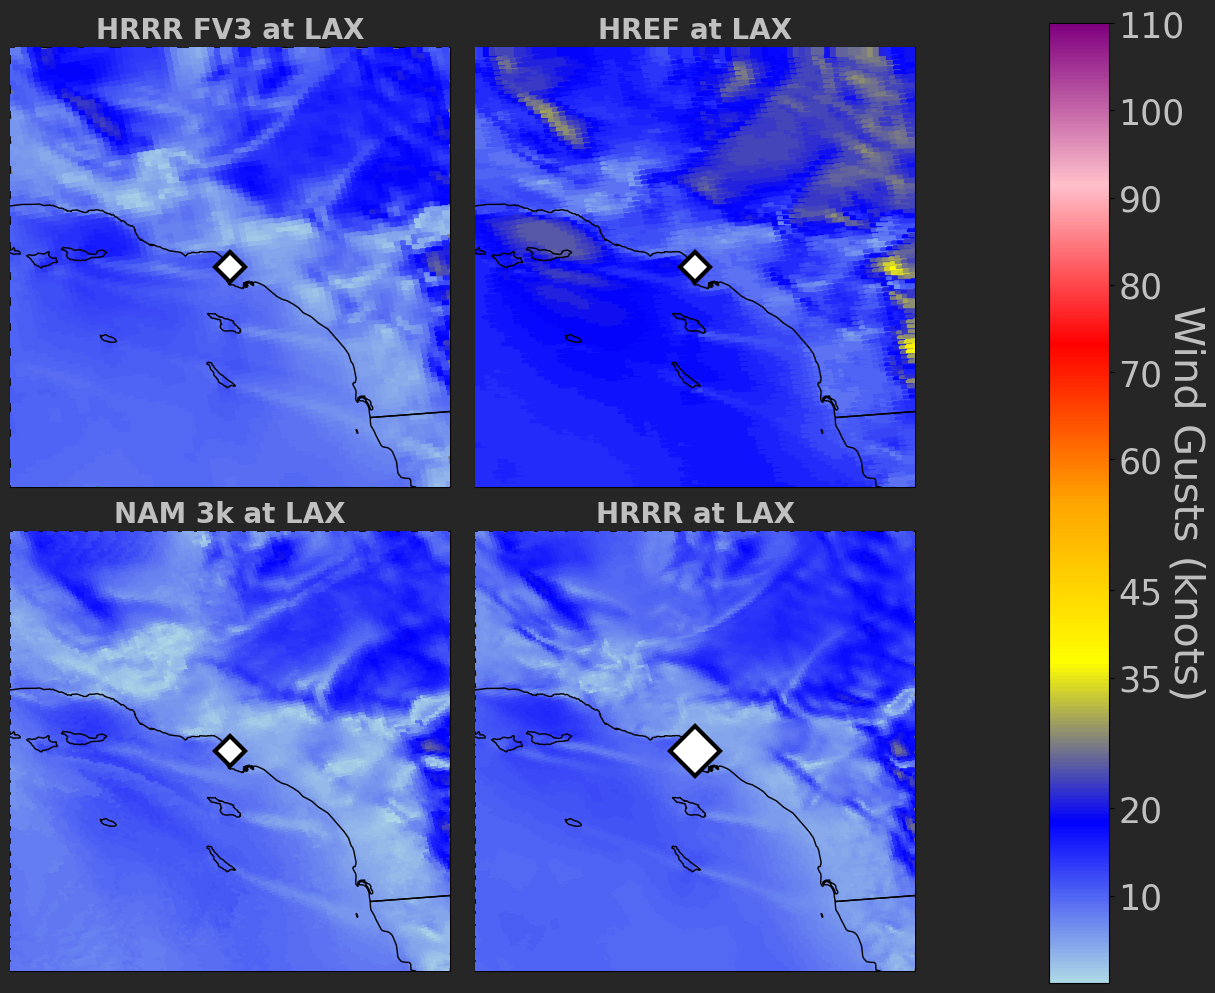 HRRR FV3 at LAX
HREF at LAX
NAM 3k at LAX
HRRR at LAX
110
100
90
80
70
60
45
35
20
10
Wind Gusts (knots)